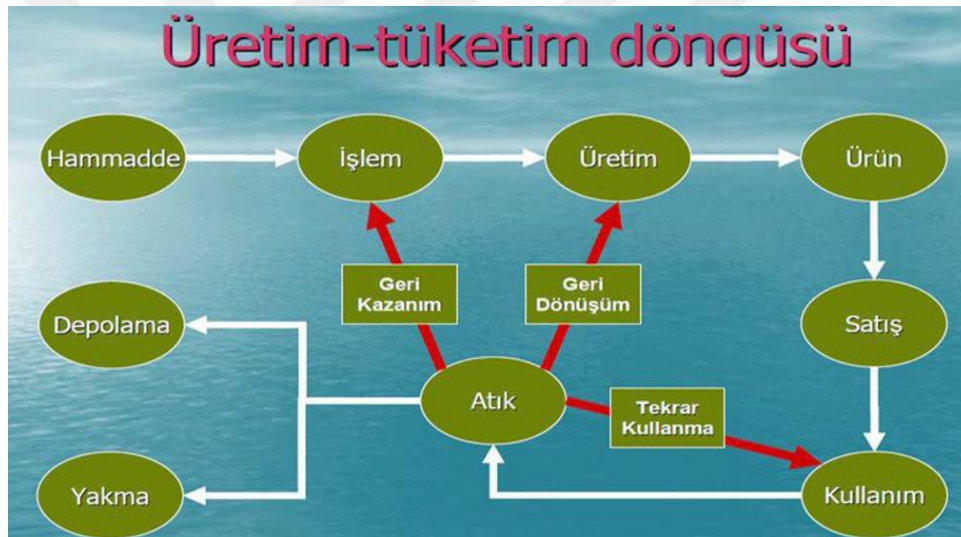 Üretim-tüketim döngüsü
Hammadde
İşlem
Üretim
Ürün
Geri
Kazanım
Geri
Dönüşüm
Depolama
Satış
Atık
Tekrar
Kullanma
Yakma
Kullanım